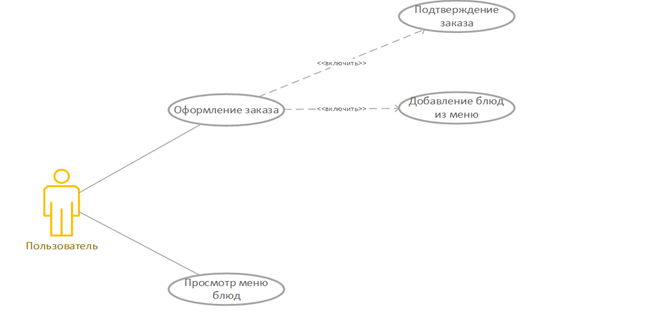 Подтверждение
заказа
<<включить>>
Оформление заказа
<<включить>>
Добавление блюд
из меню
Пользователь
Просмотр меню
блюд